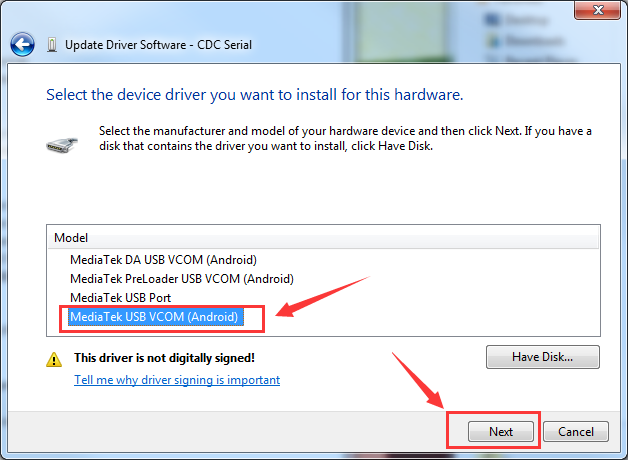 Update Driver Software - CDC Serial
Select the device driver you want to install for this hardware.
Select the manufacturer and model of your hardware device and then click Next. If you have a
disk that contains the driver you want to install, click Have Disk.
Model
MediaTek DA USB VCOM (Android)
MediaTek PreLoader USB VCOM (Android)
MediaTek USB Port
MediaTek USB VCOM (Android)
This driver is not digitally signed!
Have Disk...
Tell me why driver signing is important
Next
Cancel